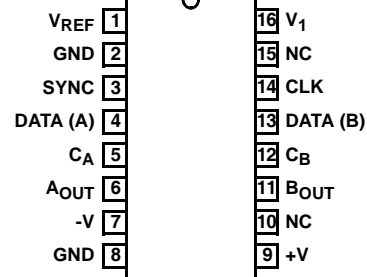 VREF 1 16 V1
GND 2 15 NC
SYNC 3 14 CLK
DATA (A) 4 13 DATA (B)
CA 5 12 CB
AOUT 6 11 BOUT
-V 7 10 NC
GND 8 9 +V